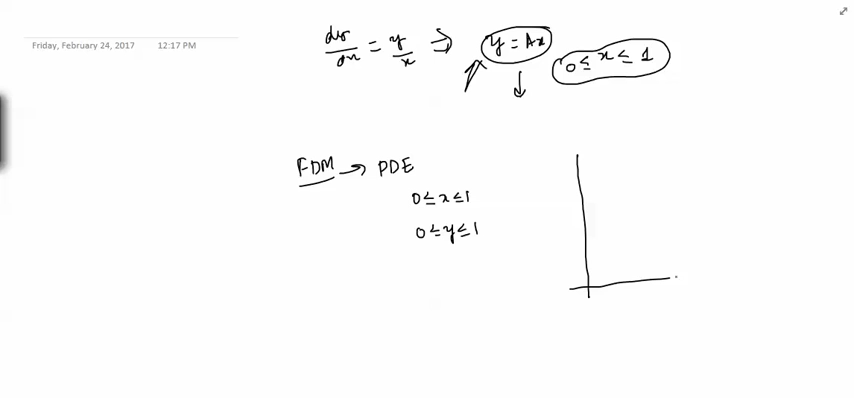 Friday, February 24, 2017 12:17 PM
dy/dx = y/x ⇒ y = Ax 0 ≤ x ≤ 1
FDM → PDE
0 ≤ x ≤ 1
0 ≤ y ≤ 1